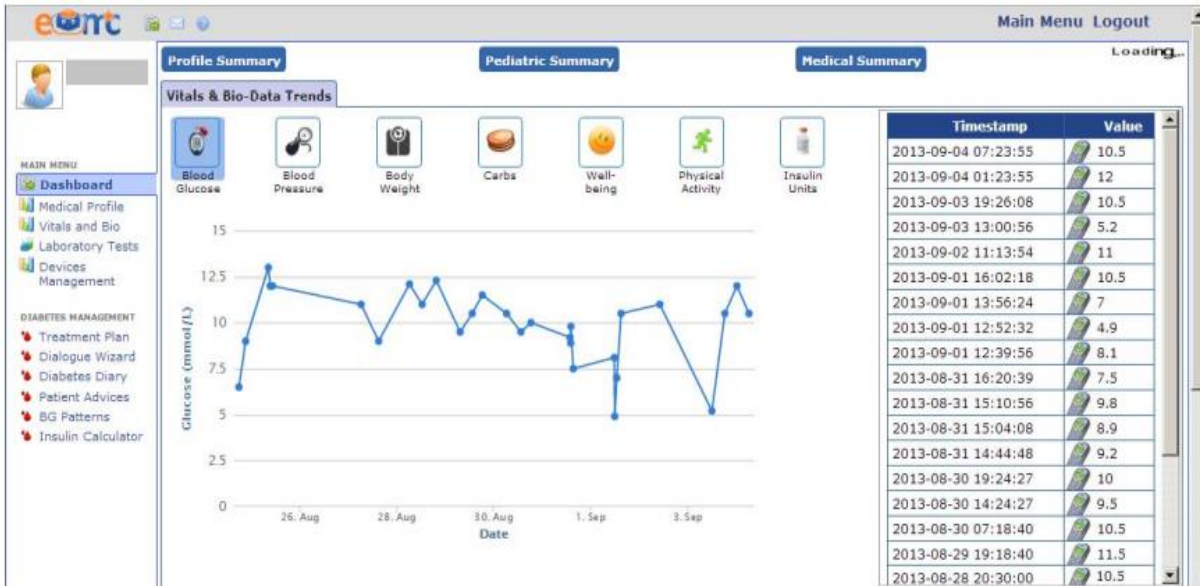 eumt
Main Menu Logout
Loading...
Profile Summary
Pediatric Summary
Medical Summary
Vitals & Bio-Data Trends
Blood Glucose
Blood Pressure
Body Weight
Carbs
Well-being
Physical Activity
Insulin Units
MAIN MENU
Dashboard
Medical Profile
Vitals and Bio
Laboratory Tests
Devices Management
DIABETES MANAGEMENT
Treatment Plan
Dialogue Wizard
Diabetes Diary
Patient Advices
BG Patterns
Insulin Calculator
Glucose (mmol/L)
15
12.5
10
7.5
5
2.5
0
26. Aug 28. Aug 30. Aug 1. Sep 3. Sep
Date
Timestamp Value
2013-09-04 07:23:55 10.5
2013-09-04 01:23:55 12
2013-09-03 19:26:08 10.5
2013-09-03 13:00:56 5.2
2013-09-02 11:13:54 11
2013-09-01 16:02:18 10.5
2013-09-01 13:56:24 7
2013-09-01 12:52:32 4.9
2013-09-01 12:39:56 8.1
2013-08-31 16:20:39 7.5
2013-08-31 15:10:56 9.8
2013-08-31 15:04:08 8.9
2013-08-31 14:44:48 9.2
2013-08-30 19:24:27 10
2013-08-30 14:24:27 9.5
2013-08-30 07:18:40 10.5
2013-08-29 19:18:40 11.5
2013-08-28 20:30:00 10.5